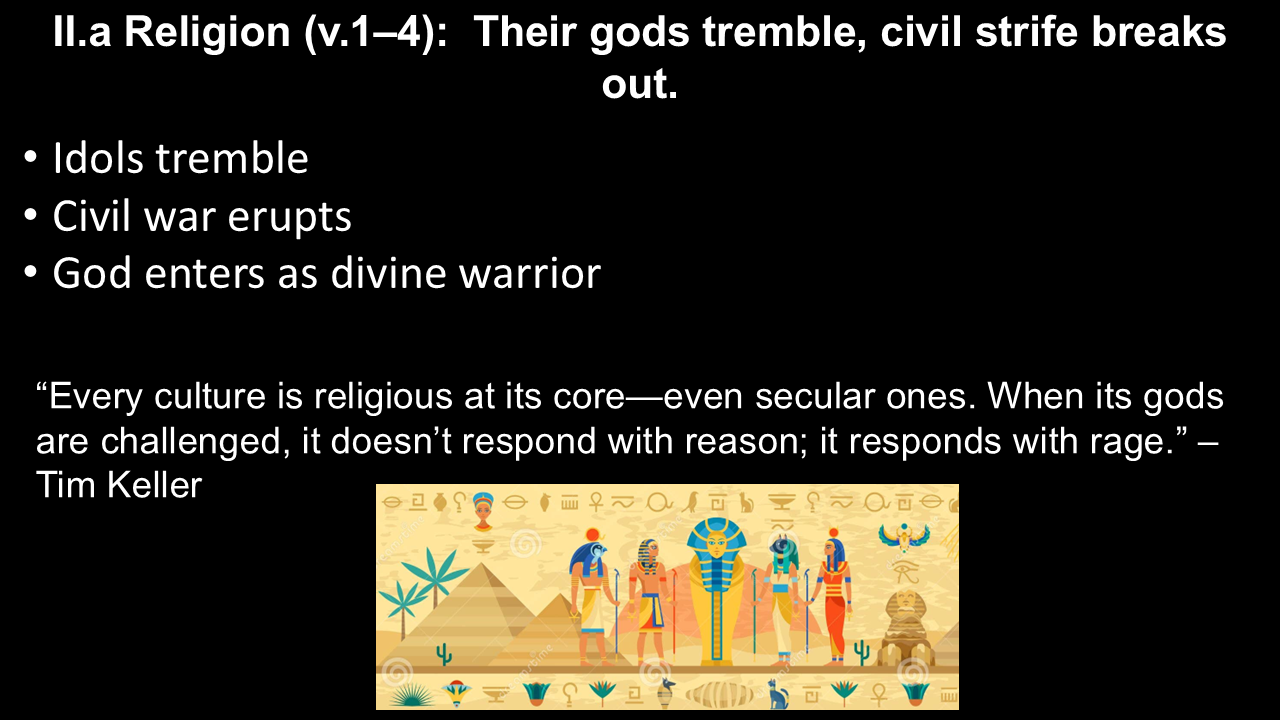 II.a Religion (v.1–4):  Their gods tremble, civil strife breaks
out.
• Idols tremble
• Civil war erupts
• God enters as divine warrior
“Every culture is religious at its core—even secular ones. When its gods
are challenged, it doesn’t respond with reason; it responds with rage.” –
Tim Keller